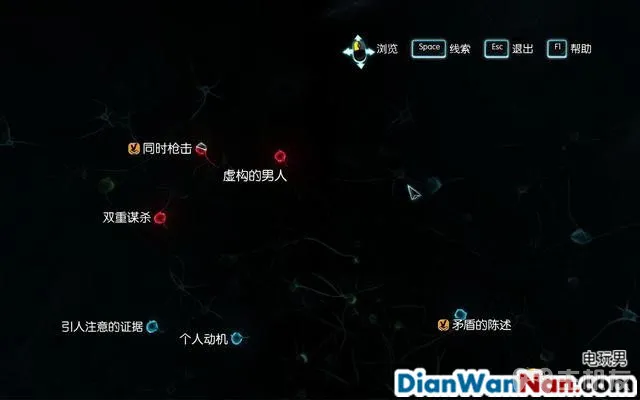 浏览 Space 线索 Esc 退出 F1 帮助
同时枪击
虚构的男人
双重谋杀
引人注意的证据
个人动机
矛盾的陈述
电玩男
DianWanNan.com